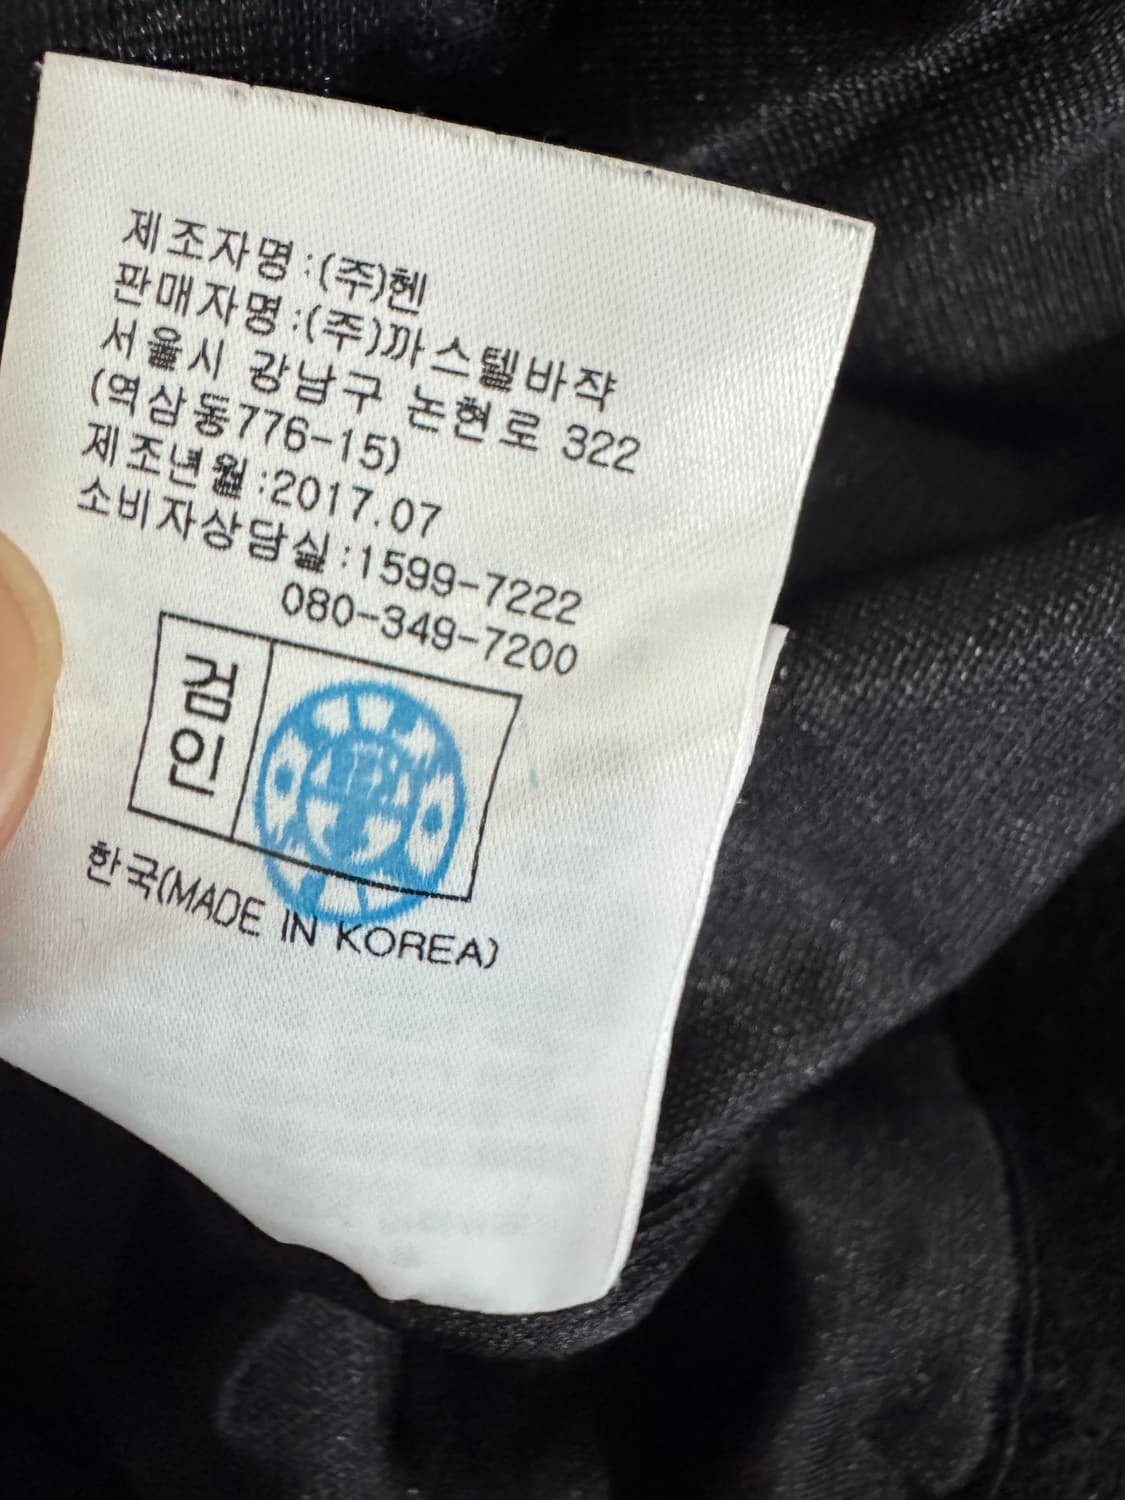 제조자명:(주)헨
판매자명:(주)까스텔바쟉
서울시 강남구 논현로 322
(역삼동776-15)
제조년월:2017.07
소비자상담실:1599-7222
080-349-7200
검인
한국(MADE IN KOREA)